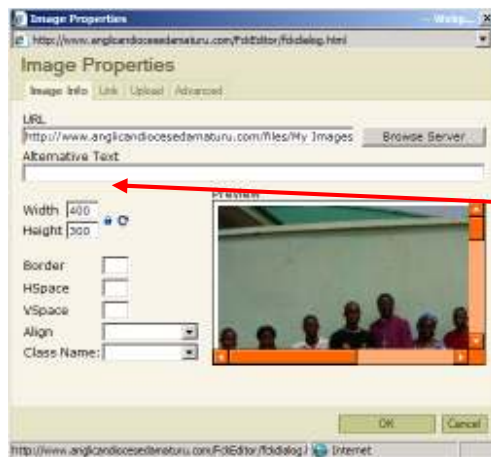 Image Properties
http://www.anglicandiocesedamaturu.com/FckEditor/fckdialog.html
Image Properties
Image Info Link Upload Advanced
URL
http://www.anglicandiocesedamaturu.com/files/My Images
Browse Server
Alternative Text
Width 400
Height 300
Preview
Border
HSpace
VSpace
Align
Class Name:
OK Cancel
http://www.anglicandiocesedamaturu.com/FckEditor/fckdialog.l Internet